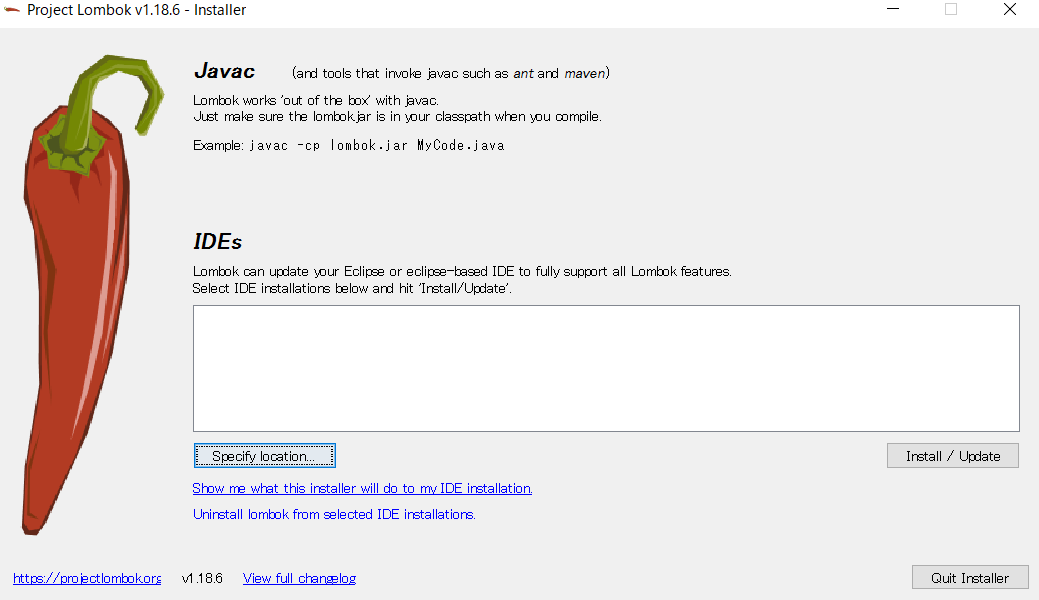 Project Lombok v1.18.6 - Installer
Javac (and tools that invoke javac such as ant and maven)
Lombok works 'out of the box' with javac.
Just make sure the lombok.jar is in your classpath when you compile.
Example: javac -cp lombok.jar MyCode.java
IDEs
Lombok can update your Eclipse or eclipse-based IDE to fully support all Lombok features.
Select IDE installations below and hit 'Install/Update'.
Specify location...
Install / Update
Show me what this installer will do to my IDE installation.
Uninstall lombok from selected IDE installations.
https://projectlombok.org v1.18.6 View full changelog
Quit Installer